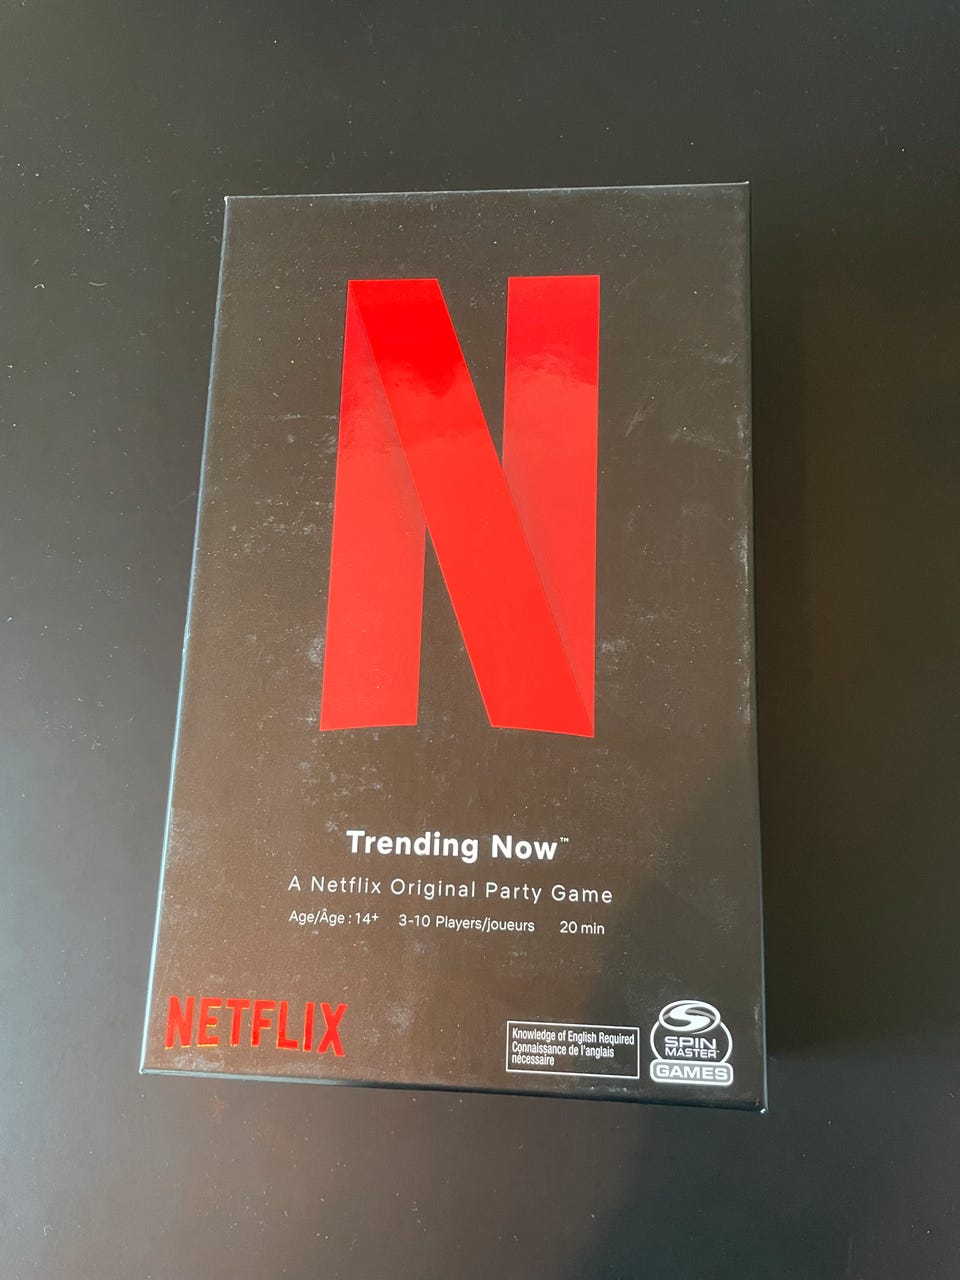 N
Trending Now™
A Netflix Original Party Game
Age/Âge : 14+ 3-10 Players/joueurs 20 min
NETFLIX
Knowledge of English Required
Connaissance de l'anglais
nécessaire
SPIN
MASTER
GAMES